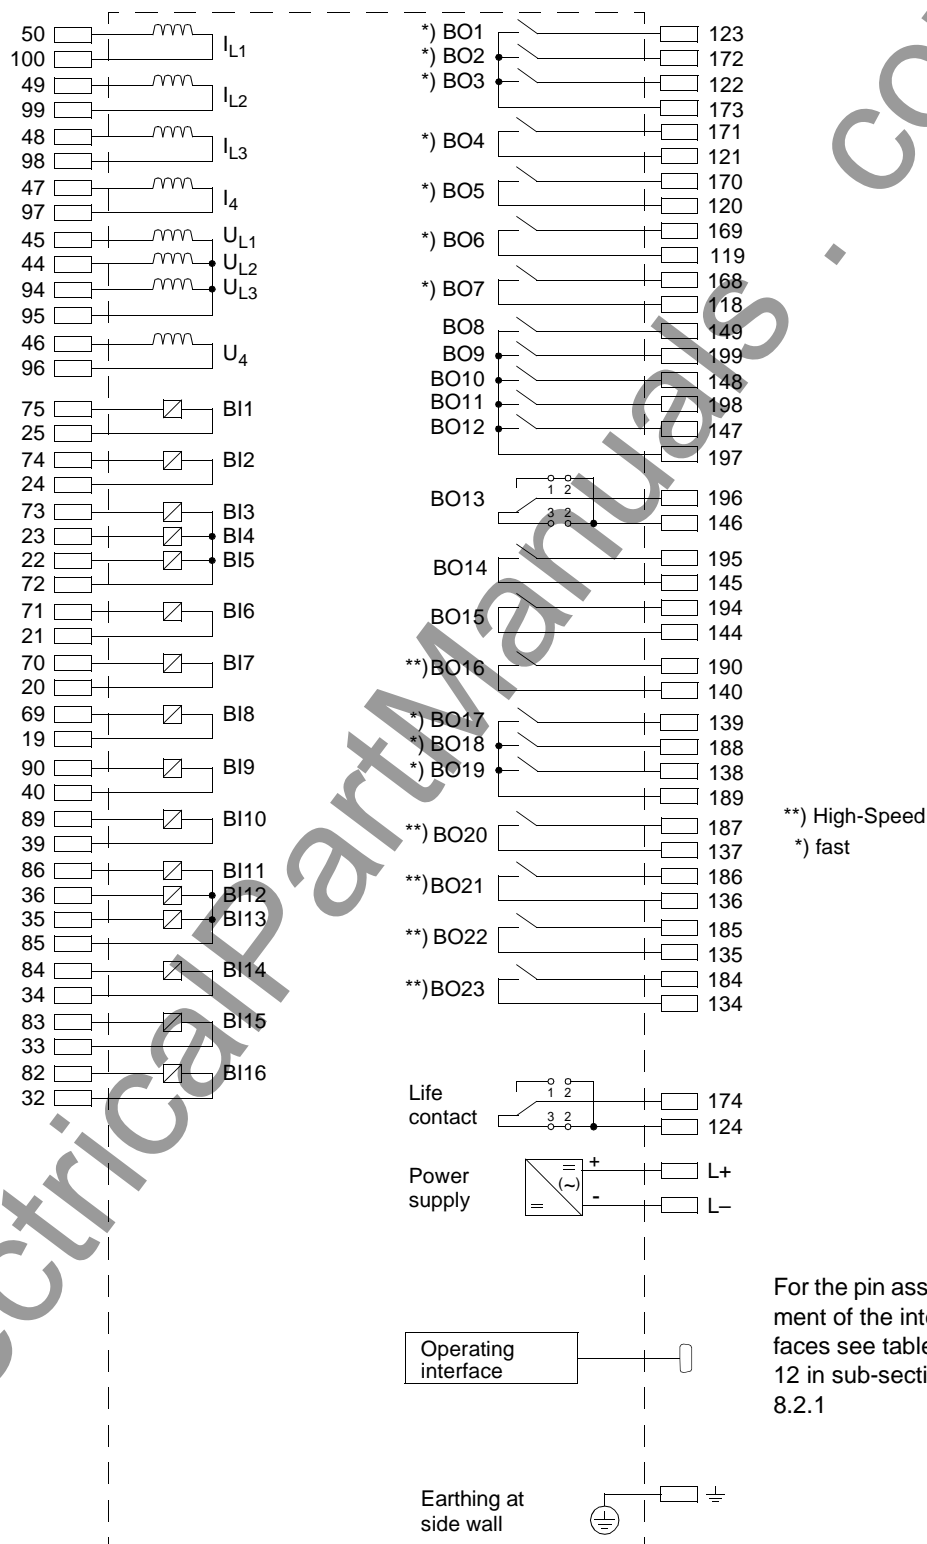 50
100
I L1
49
99
I L2
48
98
I L3
47
97
I 4
45
U L1
44
U L2
94
U L3
95
46
96
U 4
75
BI1
25
74
BI2
24
73
BI3
23
BI4
22
BI5
72
71
BI6
21
70
BI7
20
69
BI8
19
90
BI9
40
89
BI10
39
86
BI11
36
BI12
35
BI13
85
84
BI14
34
83
BI15
33
82
BI16
32
*) BO1
123
*) BO2
172
*) BO3
122
173
*) BO4
171
121
*) BO5
170
120
*) BO6
169
119
*) BO7
168
118
BO8
149
BO9
199
BO10
148
BO11
198
BO12
147
197
BO13
1 2
3 2
196
146
BO14
195
145
BO15
194
144
**) BO16
190
140
*) BO17
139
*) BO18
188
*) BO19
138
189
**) BO20
187
137
**) BO21
186
136
**) BO22
185
135
**) BO23
184
134
**) High-Speed
*) fast
Life
contact
1 2
3 2
174
124
Power
supply
= (~) =
+
-
L+
L–
Operating
interface
For the pin ass
ment of the inte
faces see table
12 in sub-secti
8.2.1
Earthing at
side wall
ctricalPartManuals . co